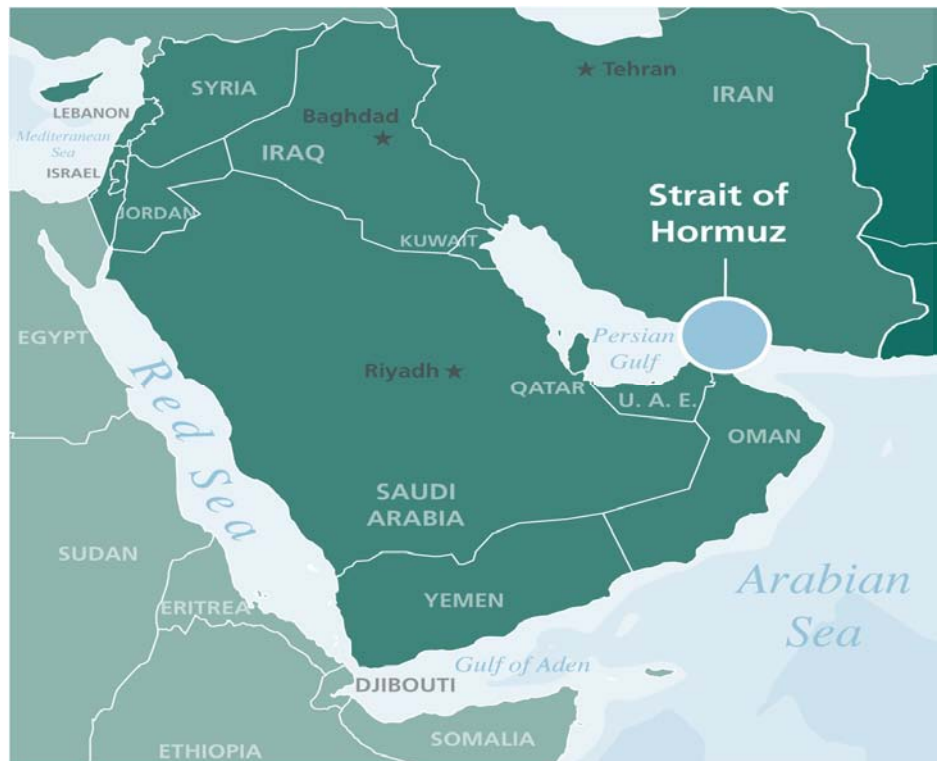 Tehran
SYRIA
IRAN
LEBANON
Baghdad
Mediteranean
Sea
IRAQ
ISRAEL
Strait of
Hormuz
JORDAN
KUWAIT
EGYPT
Persian
Gulf
Riyadh
QATAR
U. A. E.
Red Sea
OMAN
SAUDI
ARABIA
SUDAN
Arabian
Sea
ERITREA
YEMEN
Gulf of Aden
DJIBOUTI
SOMALIA
ETHIOPIA